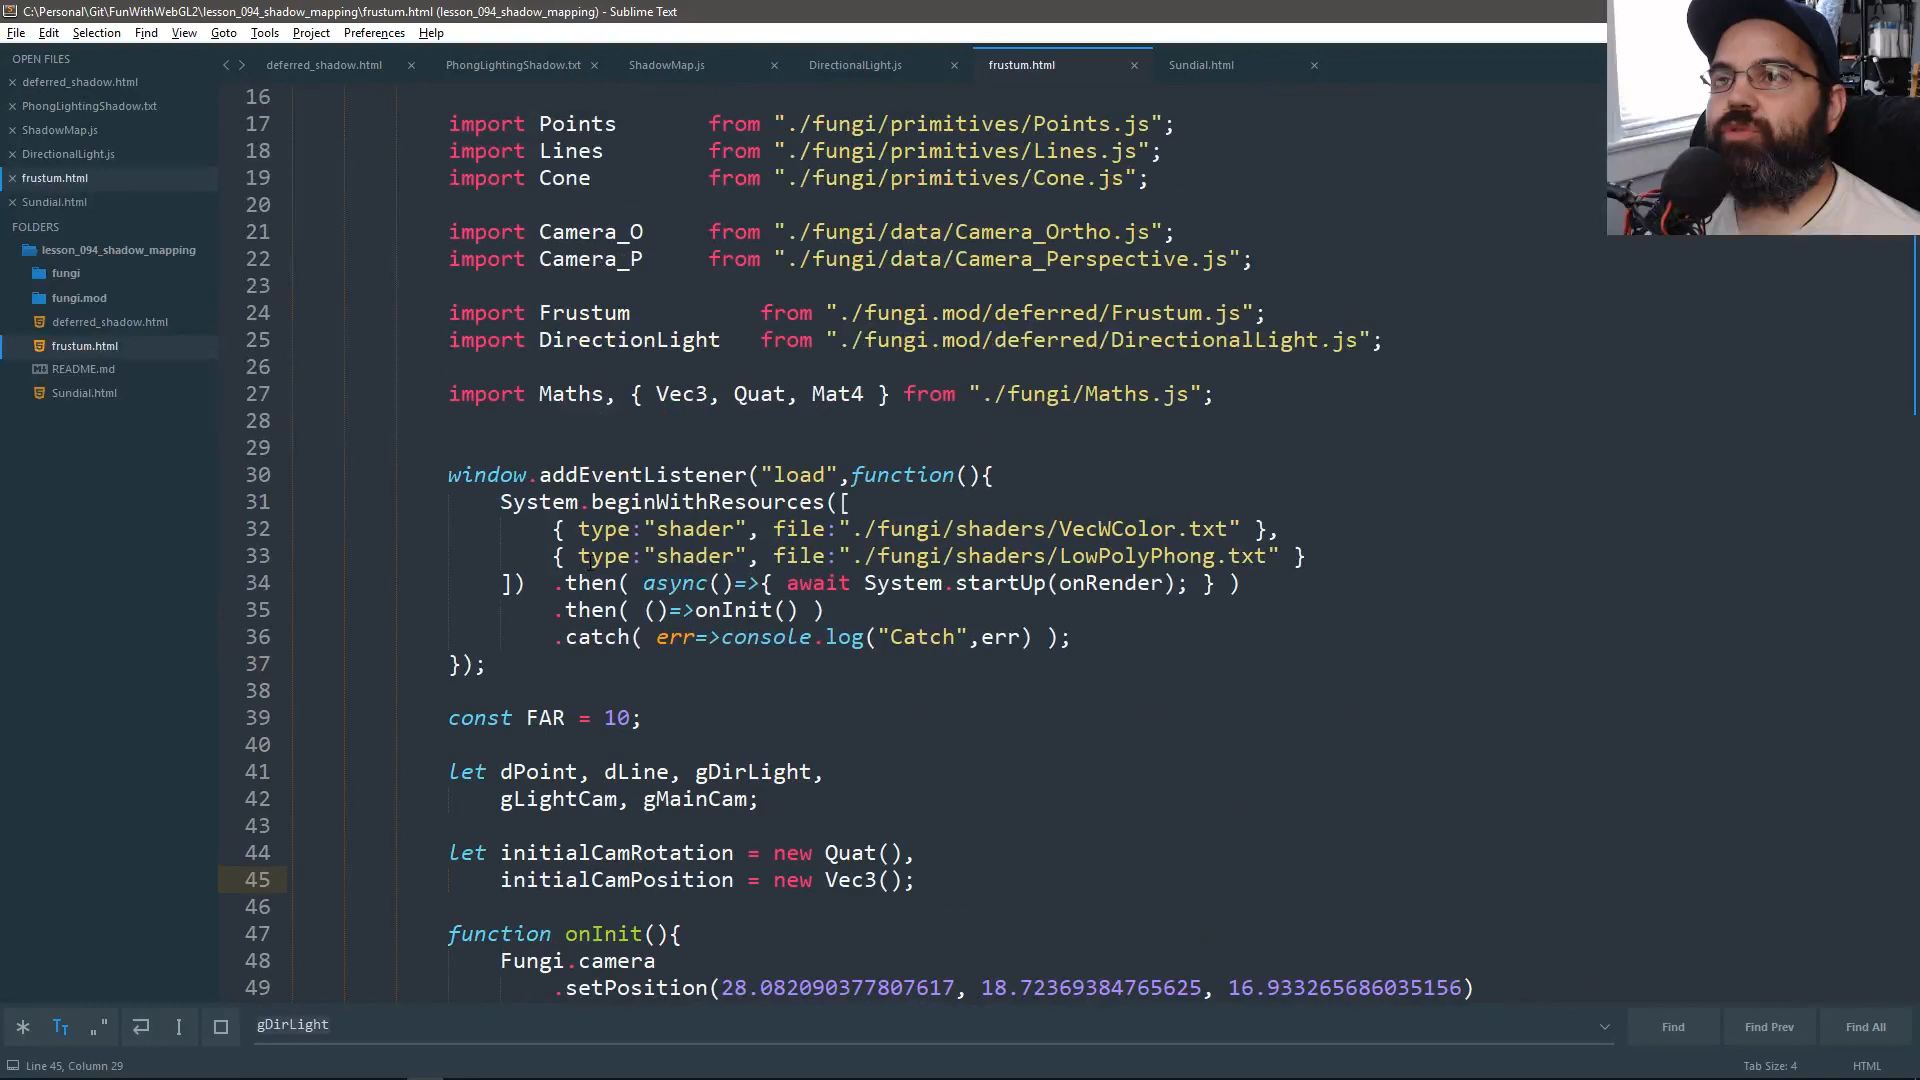 C:\Personal\Git\FunWithWebGL2\lesson_094_shadow_mapping\frustum.html (lesson_094_shadow_mapping) - Sublime Text
File Edit Selection Find View Goto Tools Project Preferences Help
OPEN FILES
× deferred_shadow.html
× PhongLightingShadow.txt
× ShadowMap.js
× DirectionalLight.js
× frustum.html
× Sundial.html
FOLDERS
lesson_094_shadow_mapping
fungi
fungi.mod
deferred_shadow.html
frustum.html
README.md
Sundial.html
deferred_shadow.html × PhongLightingShadow.txt × ShadowMap.js × DirectionalLight.js × frustum.html × Sundial.html ×
16
17 import Points from "./fungi/primitives/Points.js";
18 import Lines from "./fungi/primitives/Lines.js";
19 import Cone from "./fungi/primitives/Cone.js";
20
21 import Camera_O from "./fungi/data/Camera_Ortho.js";
22 import Camera_P from "./fungi/data/Camera_Perspective.js";
23
24 import Frustum from "./fungi.mod/deferred/Frustum.js";
25 import DirectionLight from "./fungi.mod/deferred/DirectionalLight.js";
26
27 import Maths, { Vec3, Quat, Mat4 } from "./fungi/Maths.js";
28
29
30 window.addEventListener("load",function(){
31 System.beginWithResources([
32 { type:"shader", file:"./fungi/shaders/VecWColor.txt" },
33 { type:"shader", file:"./fungi/shaders/LowPolyPhong.txt" }
34 ]) .then( async()=>{ await System.startUp(onRender); } )
35 .then( ()=>onInit() )
36 .catch( err=>console.log("Catch",err) );
37 });
38
39 const FAR = 10;
40
41 let dPoint, dLine, gDirLight,
42 gLightCam, gMainCam;
43
44 let initialCamRotation = new Quat(),
45 initialCamPosition = new Vec3();
46
47 function onInit(){
48 Fungi.camera
49 .setPosition(28.082090377807617, 18.72369384765625, 16.933265686035156)
gDirLight
Find Find Prev Find All
Line 45, Column 29
Tab Size: 4 HTML